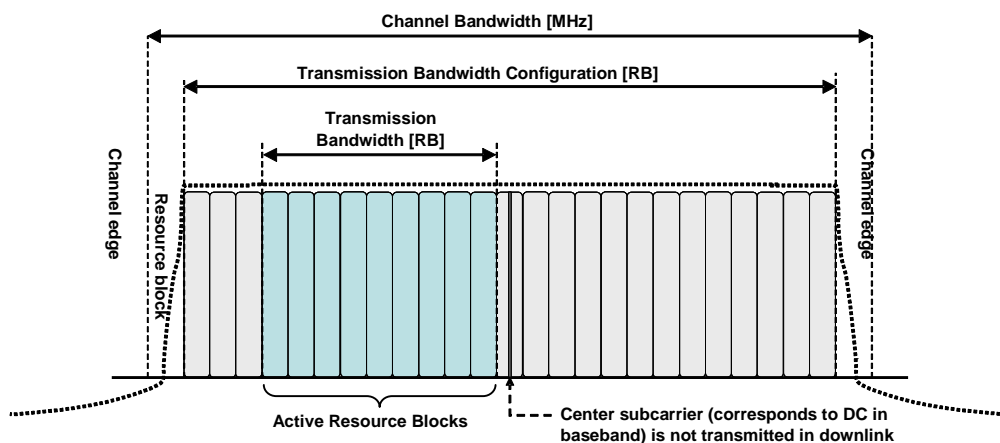 Channel Bandwidth [MHz]
Transmission Bandwidth Configuration [RB]
Transmission
Bandwidth [RB]
Channel edge
Resource block
Channel edge
Active Resource Blocks
Center subcarrier (corresponds to DC in
baseband) is not transmitted in downlink